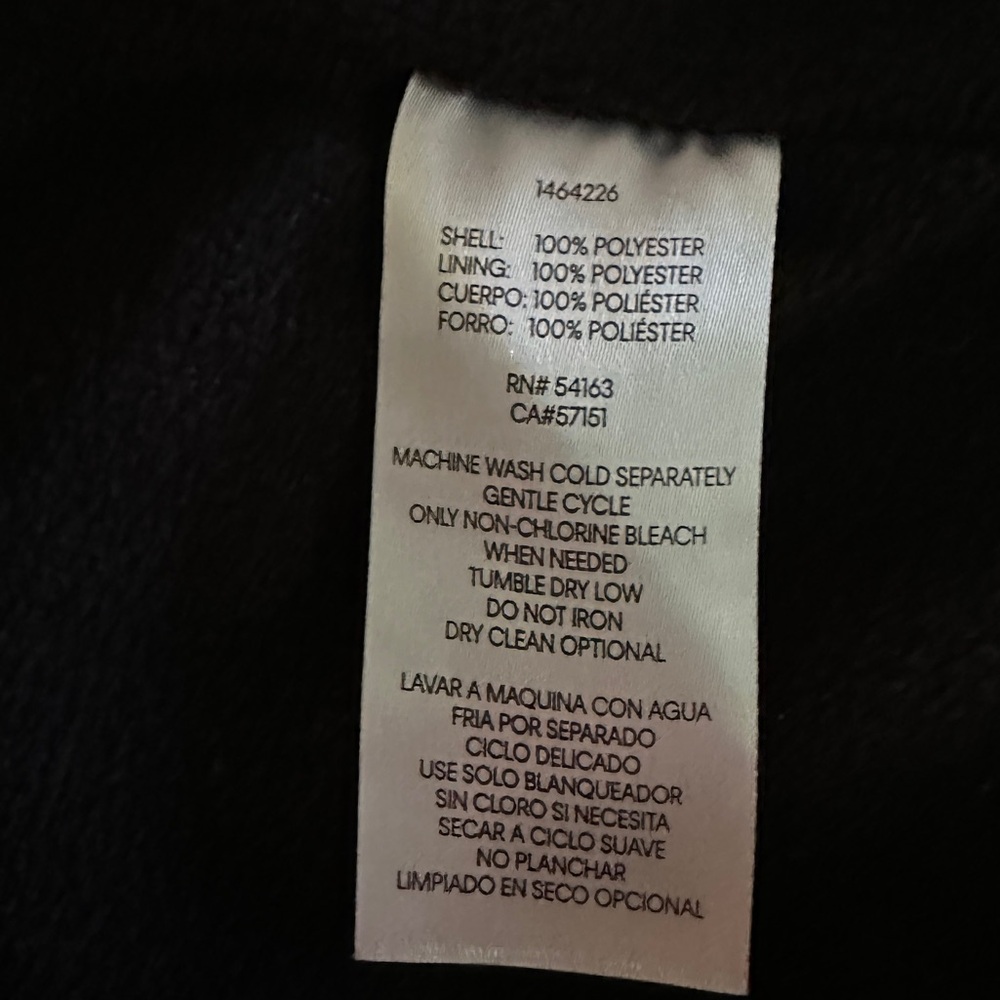 1464226
SHELL: 100% POLYESTER
LINING: 100% POLYESTER
CUERPO: 100% POLIÉSTER
FORRO: 100% POLIÉSTER
RN# 54163
CA#57151
MACHINE WASH COLD SEPARATELY
GENTLE CYCLE
ONLY NON-CHLORINE BLEACH
WHEN NEEDED
TUMBLE DRY LOW
DO NOT IRON
DRY CLEAN OPTIONAL
LAVAR A MAQUINA CON AGUA
FRIA POR SEPARADO
CICLO DELICADO
USE SOLO BLANQUEADOR
SIN CLORO SI NECESITA
SECAR A CICLO SUAVE
NO PLANCHAR
LIMPIADO EN SECO OPCIONAL